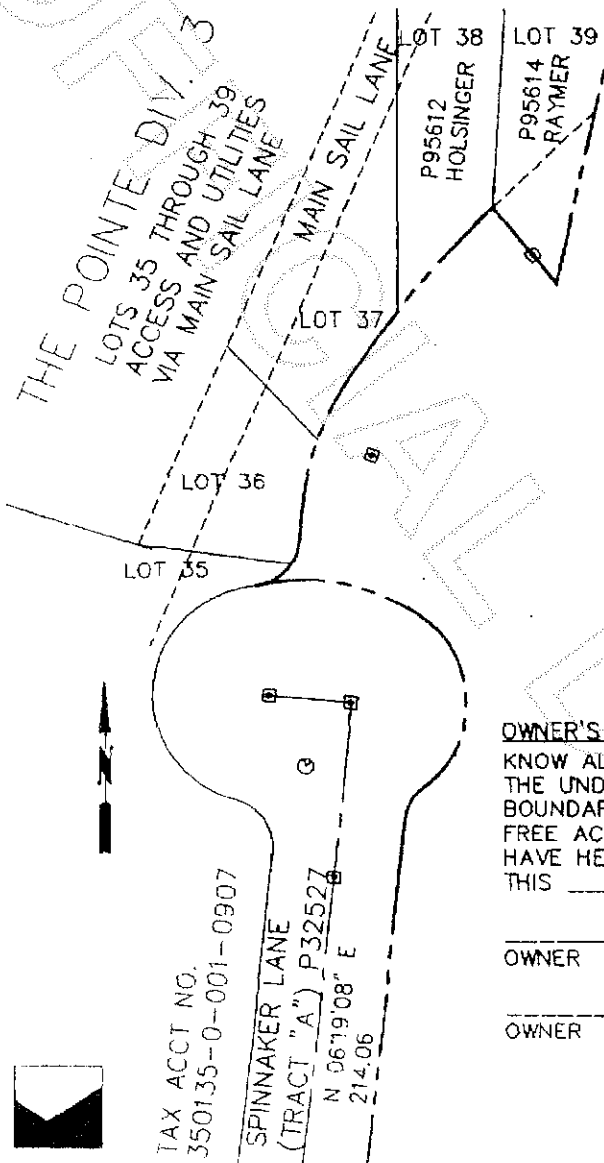 THE POINTE DIV. 3
LOTS 35 THROUGH 39
ACCESS AND UTILITIES
VIA MAIN SAIL LANE
MAIN SAIL LANE
LOT 38
LOT 39
P95612
HOLSINGER
P95614
RAYMER
LOT 37
LOT 36
LOT 35
N
TAX ACCT NO.
350135-0-001-0907
SPINNAKER LANE
(TRACT "A") P32527
N 06°19'08" E
214.06
OWNER'S
KNOW AL
THE UND
BOUNDAR
FREE AC
HAVE HE
THIS
OWNER
OWNER